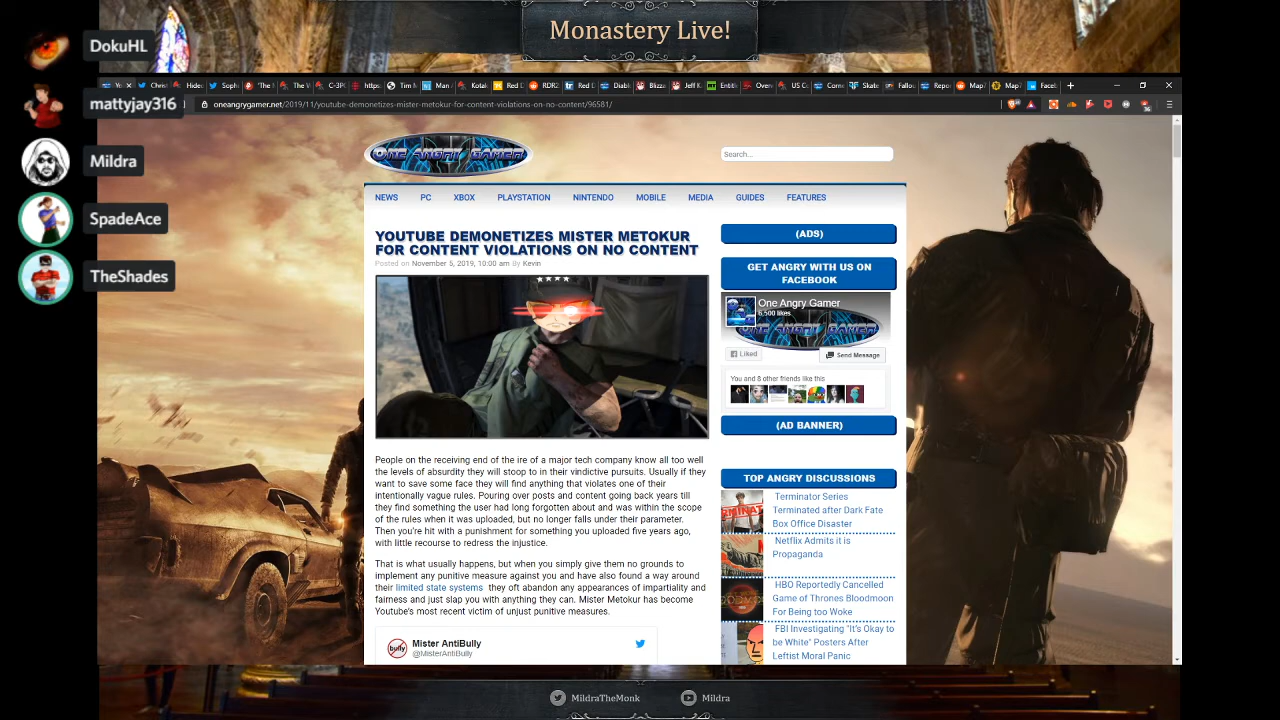 Monastery Live!
DokuHL
mattyjay316
Mildra
SpadeAce
TheShades
oneangrygamer.net/2019/11/youtube-demonetizes-mister-metokur-for-content-violations-on-no-content/96581/
ONE ANGRY GAMER
Search...
NEWS PC XBOX PLAYSTATION NINTENDO MOBILE MEDIA GUIDES FEATURES
YOUTUBE DEMONETIZES MISTER METOKUR
FOR CONTENT VIOLATIONS ON NO CONTENT
Posted on November 5, 2019, 10:00 am By Kevin
People on the receiving end of the ire of a major tech company know all too well
the levels of absurdity they will stoop to in their vindictive pursuits. Usually if they
want to save some face they will find anything that violates one of their
intentionally vague rules. Pouring over posts and content going back years till
they find something the user had long forgotten about and was within the scope
of the rules when it was uploaded, but no longer falls under their parameter.
Then you're hit with a punishment for something you uploaded five years ago,
with little recourse to redress the injustice.
That is what usually happens, but when you simply give them no grounds to
implement any punitive measure against you and have also found a way around
their limited state systems they oft abandon any appearances of impartiality and
fairness and just slap you with anything they can. Mister Metokur has become
Youtube's most recent victim of unjust punitive measures.
bully
Mister AntiBully
@MisterAntiBully
(ADS)
GET ANGRY WITH US ON
FACEBOOK
One Angry Gamer
6,500 likes
ONE ANGRY GAMER
Liked
Send Message
You and 8 other friends like this
(AD BANNER)
TOP ANGRY DISCUSSIONS
Terminator Series
Terminated after Dark Fate
Box Office Disaster
Netflix Admits it is
Propaganda
HBO Reportedly Cancelled
Game of Thrones Bloodmoon
For Being too Woke
FBI Investigating "It's Okay to
be White" Posters After
Leftist Moral Panic
MildraTheMonk
Mildra